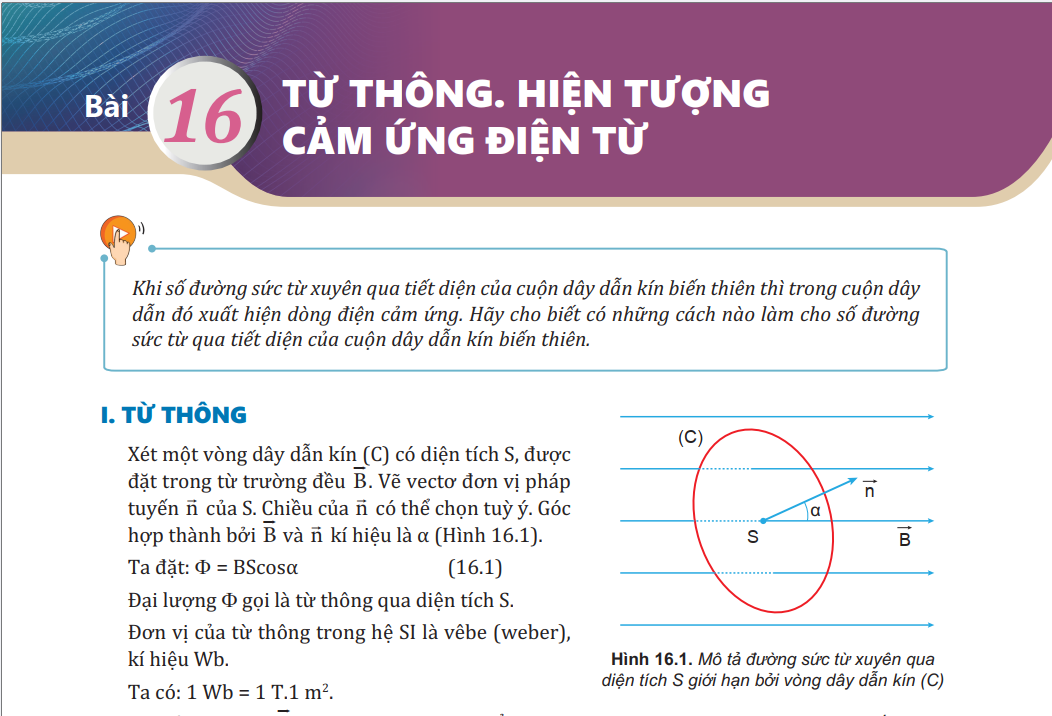 Bài
16
TỪ THÔNG. HIỆN TƯỢNG
CẢM ỨNG ĐIỆN TỪ
Khi số đường sức từ xuyên qua tiết diện của cuộn dây dẫn kín biến thiên thì trong cuộn dây
dẫn đó xuất hiện dòng điện cảm ứng. Hãy cho biết có những cách nào làm cho số đường
sức từ qua tiết diện của cuộn dây dẫn kín biến thiên.
I. TỪ THÔNG
Xét một vòng dây dẫn kín (C) có diện tích S, được
đặt trong từ trường đều B⃗. Vẽ vectơ đơn vị pháp
tuyến n⃗ của S. Chiều của n⃗ có thể chọn tuỳ ý. Góc
hợp thành bởi B⃗ và n⃗ kí hiệu là α (Hình 16.1).
Ta đặt: Φ = BScosα (16.1)
Đại lượng Φ gọi là từ thông qua diện tích S.
Đơn vị của từ thông trong hệ SI là vêbe (weber),
kí hiệu Wb.
Ta có: 1 Wb = 1 T.1 m².
(C)
n⃗
α
S
B⃗
Hình 16.1. Mô tả đường sức từ xuyên qua
diện tích S giới hạn bởi vòng dây dẫn kín (C)